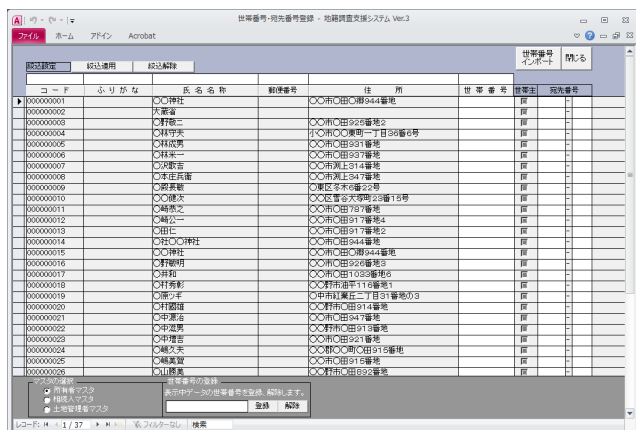 世帯番号・宛先番号登録 - 地籍調査支援システム Ver.3
ファイル ホーム アドイン Acrobat
絞込設定 絞込適用 絞込解除 世帯番号インポート 閉じる
コード ふりがな 氏名名称 郵便番号 住所 世帯番号 世帯主 宛先番号
000000001 〇〇神社 〇〇市〇田〇郷944番地 -
000000002 大蔵省 -
000000003 〇野敬二 〇〇市〇田925番地2 -
000000004 〇林守夫 小〇市〇〇東町一丁目36番6号 -
000000005 〇林成男 〇〇市〇田931番地 -
000000006 〇林米一 〇〇市〇田937番地 -
000000007 〇沢歌吉 〇〇市渕上314番地 -
000000008 〇本庄兵衛 〇〇市渕上347番地 -
000000009 〇殿長敏 〇東区冬木6番22号 -
000000010 〇〇健次 〇〇区雪谷大塚町23番15号 -
000000011 〇崎恭之 〇〇市〇田787番地 -
000000012 〇崎公一 〇〇市〇田917番地4 -
000000013 〇田仁 〇〇市〇田917番地2 -
000000014 〇社〇〇神社 〇〇市〇田944番地 -
000000015 〇〇神社 〇〇市〇田〇郷944番地 -
000000016 〇野敏明 〇〇市〇田926番地3 -
000000017 〇井和 〇〇市〇田1033番地6 -
000000018 〇村秀彰 〇〇野市油平116番地1 -
000000019 〇原ツギ 〇中市紅葉丘二丁目31番地の3 -
000000020 〇村國雄 〇〇野市〇田914番地 -
000000021 〇中源治 〇〇市〇田947番地 -
000000022 〇中滋男 〇〇野市〇田913番地 -
000000023 〇中増吉 〇〇市〇田921番地 -
000000024 〇嶋久夫 〇〇郡〇〇町〇田915番地 -
000000025 〇嶋美賀 〇〇市〇田915番地 -
000000026 〇山勝美 〇〇野市〇田892番地 -
マスタの選択 世帯番号の登録
所有者マスタ 表示中データの世帯番号を登録、解除します。
相続人マスタ
土地管理者マスタ 登録 解除
レコード: 1 / 37 フィルターなし 検索